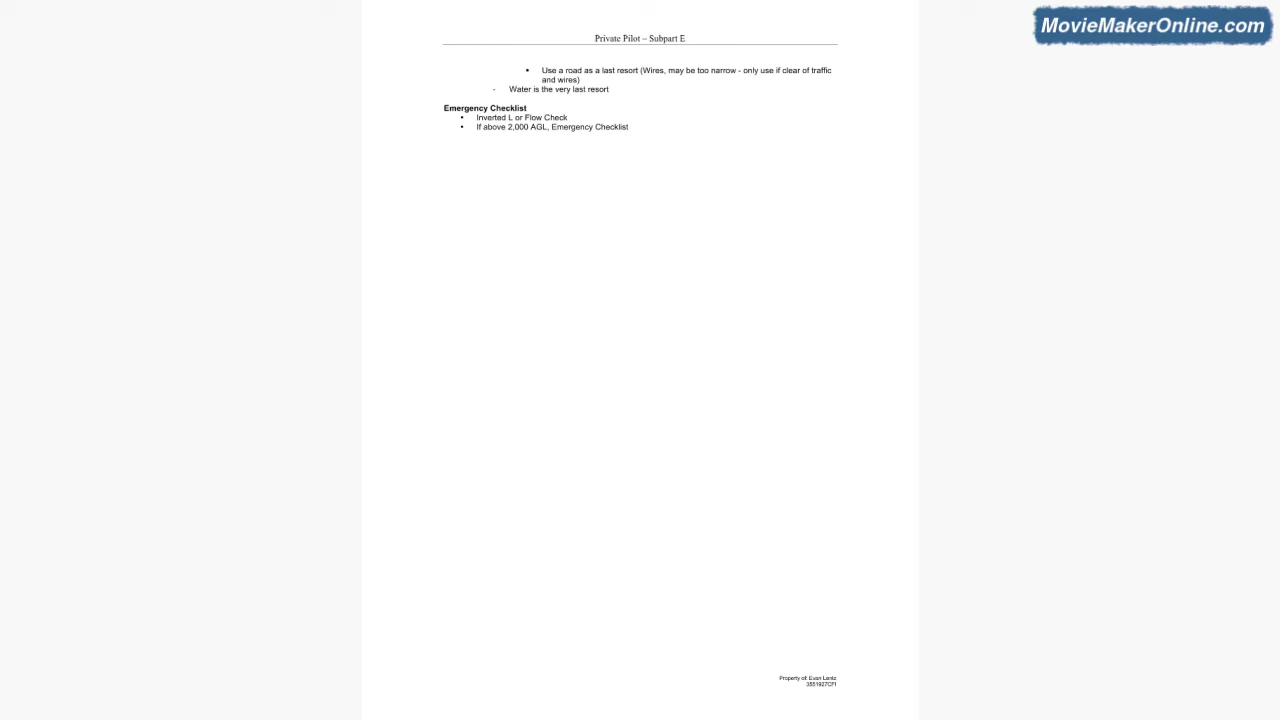 MovieMakerOnline.com
Private Pilot – Subpart E
▪ Use a road as a last resort (Wires, may be too narrow - only use if clear of traffic
and wires)
- Water is the very last resort
Emergency Checklist
• Inverted L or Flow Check
• If above 2,000 AGL, Emergency Checklist
Property of: Evan Lentz
3551927CFI